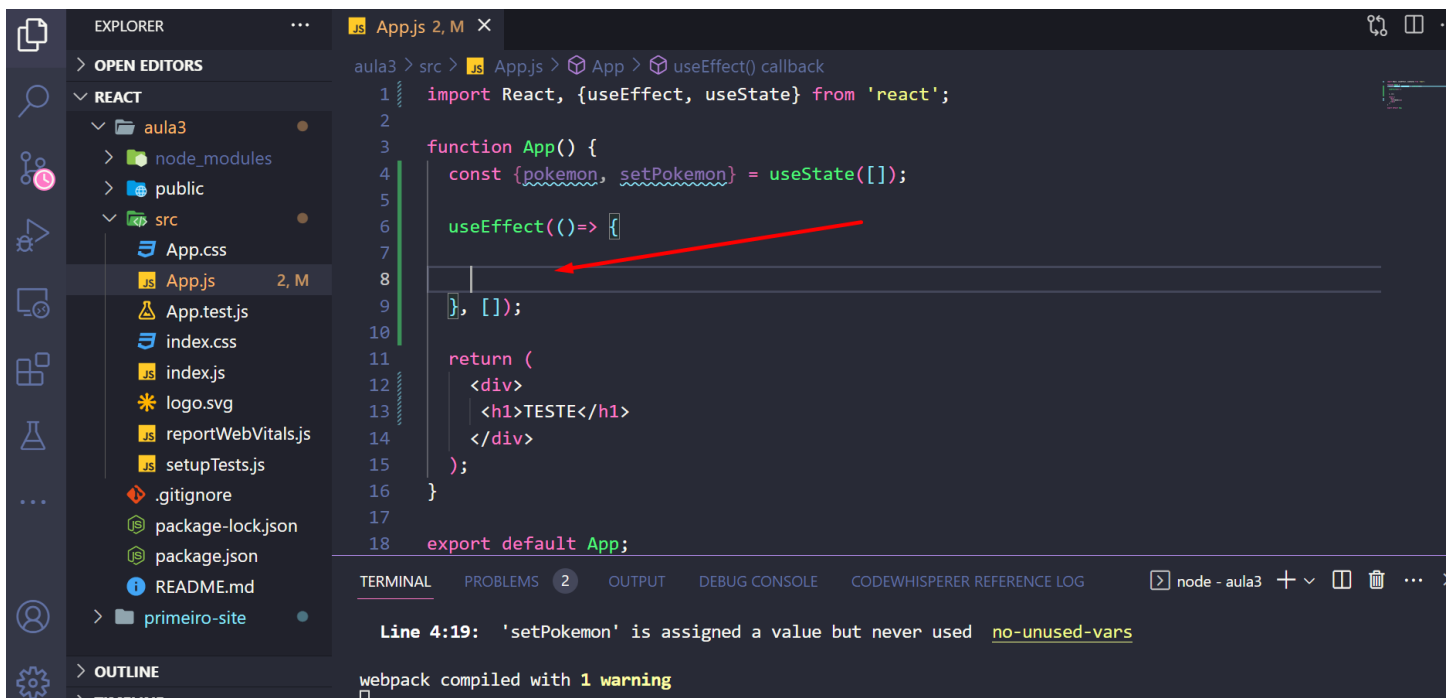 EXPLORER
OPEN EDITORS
REACT
aula3
node_modules
public
src
App.css
App.js 2, M
App.test.js
index.css
index.js
logo.svg
reportWebVitals.js
setupTests.js
.gitignore
package-lock.json
package.json
README.md
primeiro-site
OUTLINE
JS App.js 2, M
aula3 > src > JS App.js > App > useEffect() callback
1 import React, {useEffect, useState} from 'react';
2
3 function App() {
4 const {pokemon, setPokemon} = useState([]);
5
6 useEffect(()=> {
7
8
9 }, []);
10
11 return (
12 <div>
13 <h1>TESTE</h1>
14 </div>
15 );
16 }
17
18 export default App;
TERMINAL PROBLEMS 2 OUTPUT DEBUG CONSOLE CODEWHISPERER REFERENCE LOG node - aula3
Line 4:19: 'setPokemon' is assigned a value but never used no-unused-vars
webpack compiled with 1 warning